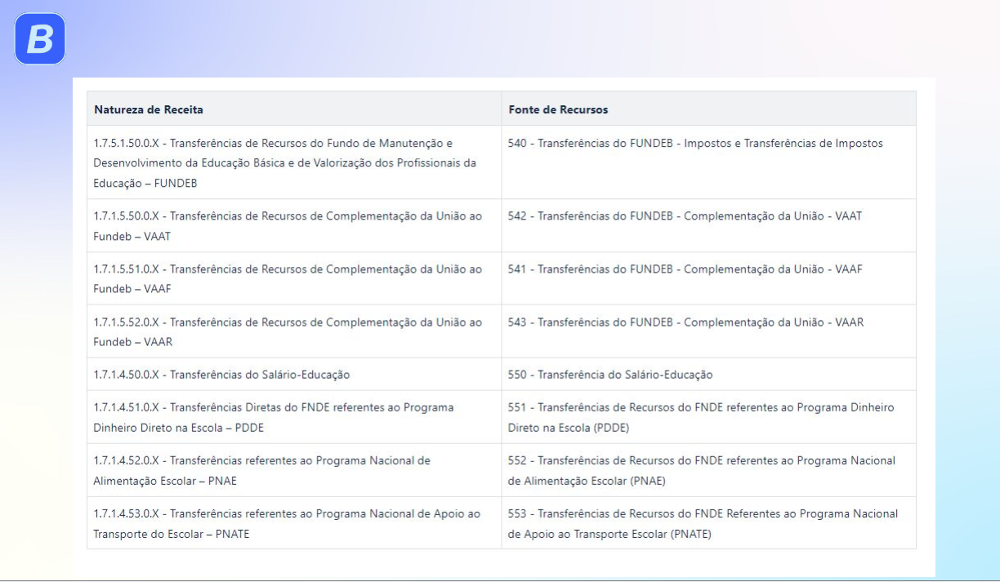 B
Natureza de Receita
Fonte de Recursos
1.7.5.1.50.0.X - Transferências de Recursos do Fundo de Manutenção e
Desenvolvimento da Educação Básica e de Valorização dos Profissionais da
Educação – FUNDEB
540 - Transferências do FUNDEB - Impostos e Transferências de Impostos
1.7.1.5.50.0.X - Transferências de Recursos de Complementação da União ao
Fundeb – VAAT
542 - Transferências do FUNDEB - Complementação da União - VAAT
1.7.1.5.51.0.X - Transferências de Recursos de Complementação da União ao
Fundeb – VAAF
541 - Transferências do FUNDEB - Complementação da União - VAAF
1.7.1.5.52.0.X - Transferências de Recursos de Complementação da União ao
Fundeb – VAAR
543 - Transferências do FUNDEB - Complementação da União - VAAR
1.7.1.4.50.0.X - Transferências do Salário-Educação
550 - Transferência do Salário-Educação
1.7.1.4.51.0.X - Transferências Diretas do FNDE referentes ao Programa
Dinheiro Direto na Escola – PDDE
551 - Transferências de Recursos do FNDE referentes ao Programa Dinheiro
Direto na Escola (PDDE)
1.7.1.4.52.0.X - Transferências referentes ao Programa Nacional de
Alimentação Escolar – PNAE
552 - Transferências de Recursos do FNDE referentes ao Programa Nacional
de Alimentação Escolar (PNAE)
1.7.1.4.53.0.X - Transferências referentes ao Programa Nacional de Apoio ao
Transporte do Escolar – PNATE
553 - Transferências de Recursos do FNDE Referentes ao Programa Nacional
de Apoio ao Transporte Escolar (PNATE)